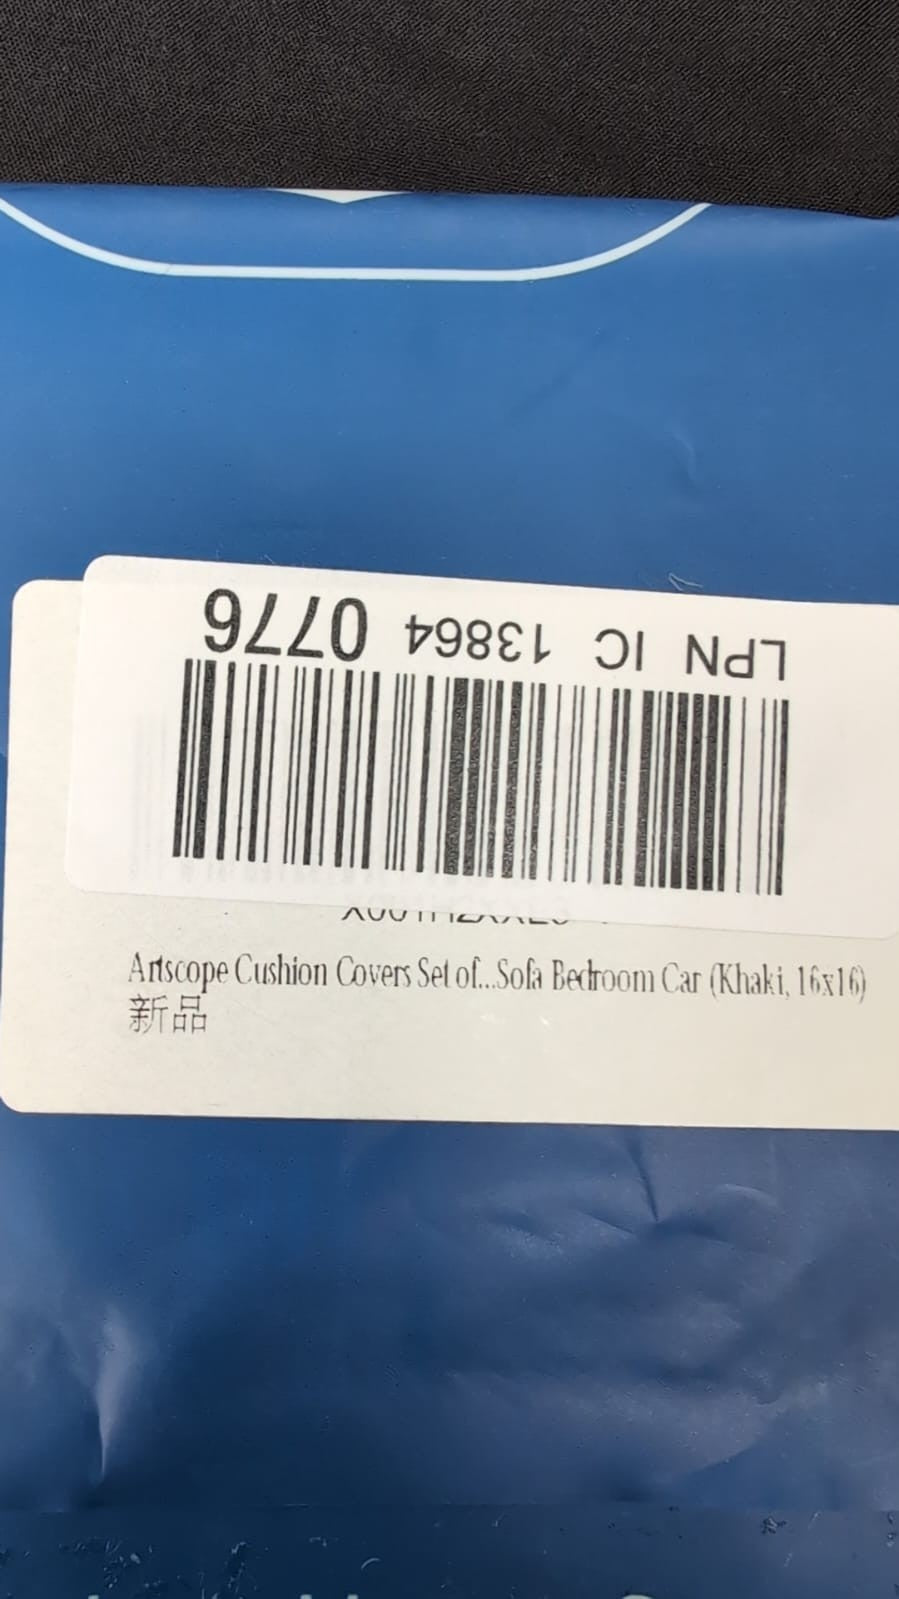 LPN IC 13864 0776
Artscope Cushion Covers Set of...Sofa Bedroom Car (Khaki, 16x16)
新品